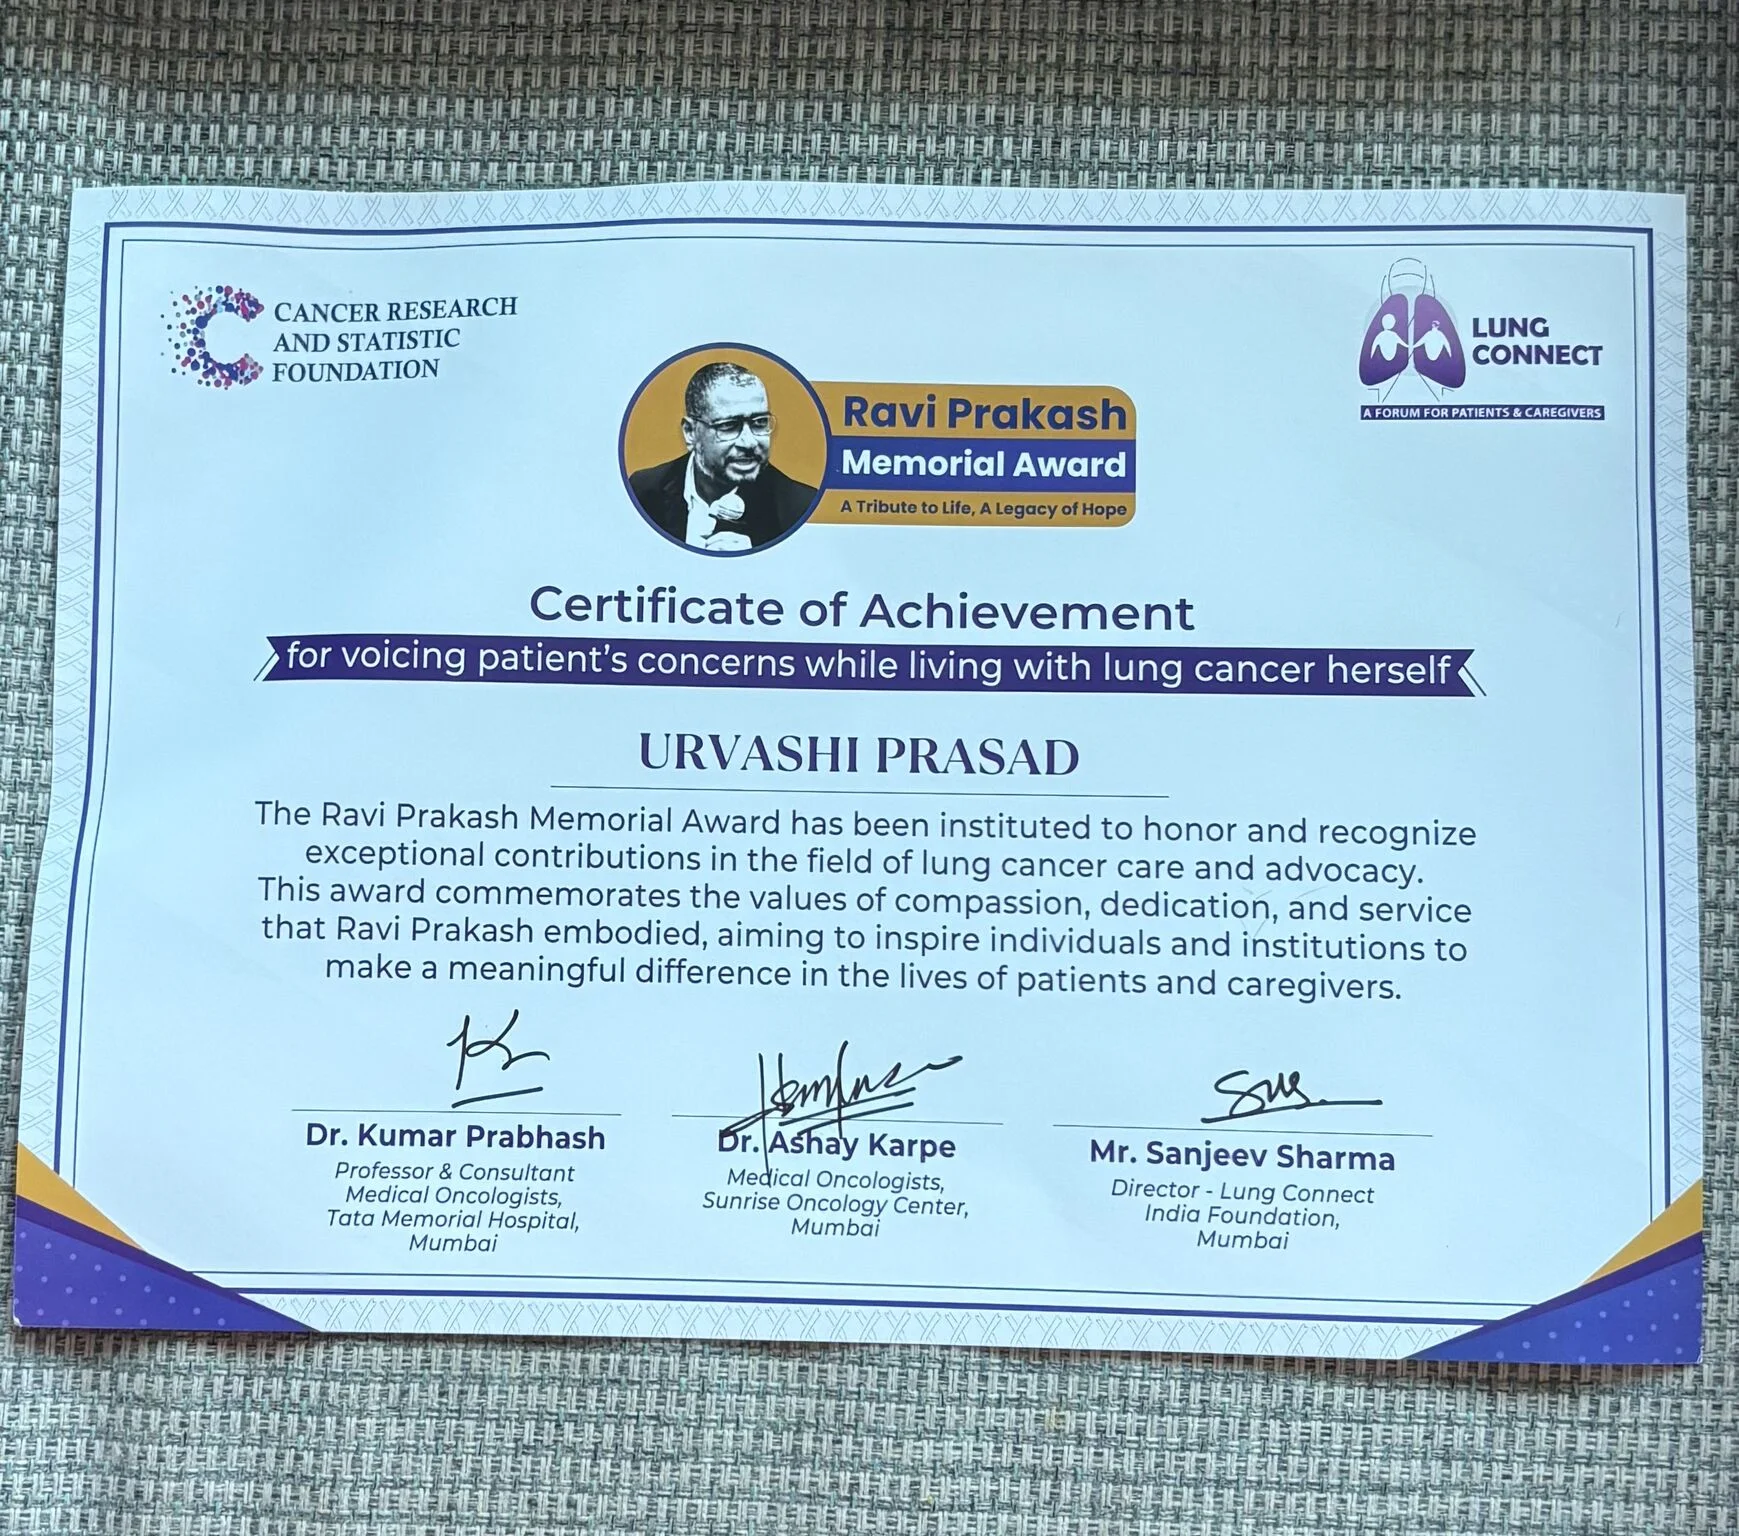 CANCER RESEARCH
AND STATISTIC
FOUNDATION
LUNG
CONNECT
A FORUM FOR PATIENTS & CAREGIVERS
Ravi Prakash
Memorial Award
A Tribute to Life, A Legacy of Hope
Certificate of Achievement
for voicing patient's concerns while living with lung cancer herself
URVASHI PRASAD
The Ravi Prakash Memorial Award has been instituted to honor and recognize
exceptional contributions in the field of lung cancer care and advocacy.
This award commemorates the values of compassion, dedication, and service
that Ravi Prakash embodied, aiming to inspire individuals and institutions to
make a meaningful difference in the lives of patients and caregivers.
Dr. Kumar Prabhash
Professor & Consultant
Medical Oncologists,
Tata Memorial Hospital,
Mumbai
Dr. Ashay Karpe
Medical Oncologists,
Sunrise Oncology Center,
Mumbai
Mr. Sanjeev Sharma
Director - Lung Connect
India Foundation,
Mumbai